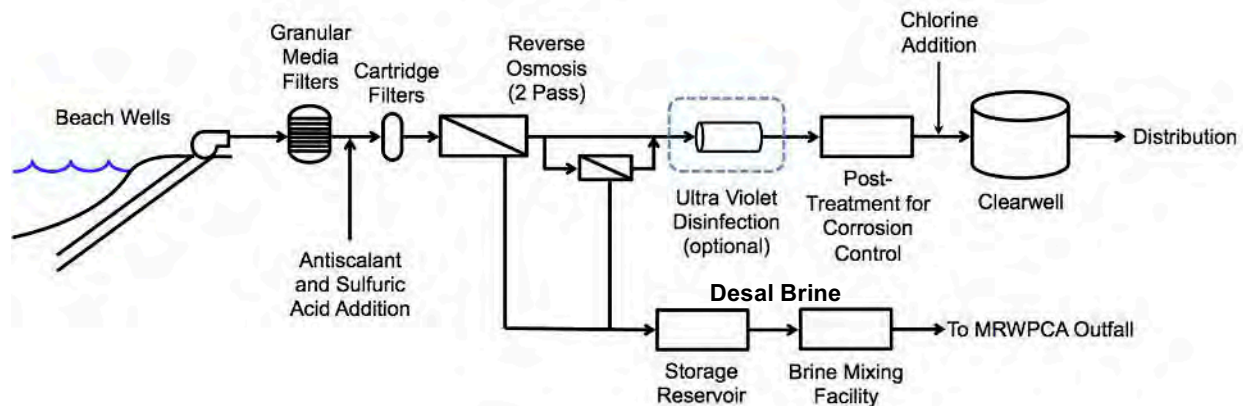 Beach Wells
Granular
Media
Filters
Antiscalant
and Sulfuric
Acid Addition
Cartridge
Filters
Reverse
Osmosis
(2 Pass)
Ultra Violet
Disinfection
(optional)
Post-
Treatment for
Corrosion
Control
Chlorine
Addition
Clearwell
Distribution
Desal Brine
Storage
Reservoir
Brine Mixing
Facility
To MRWPCA Outfall